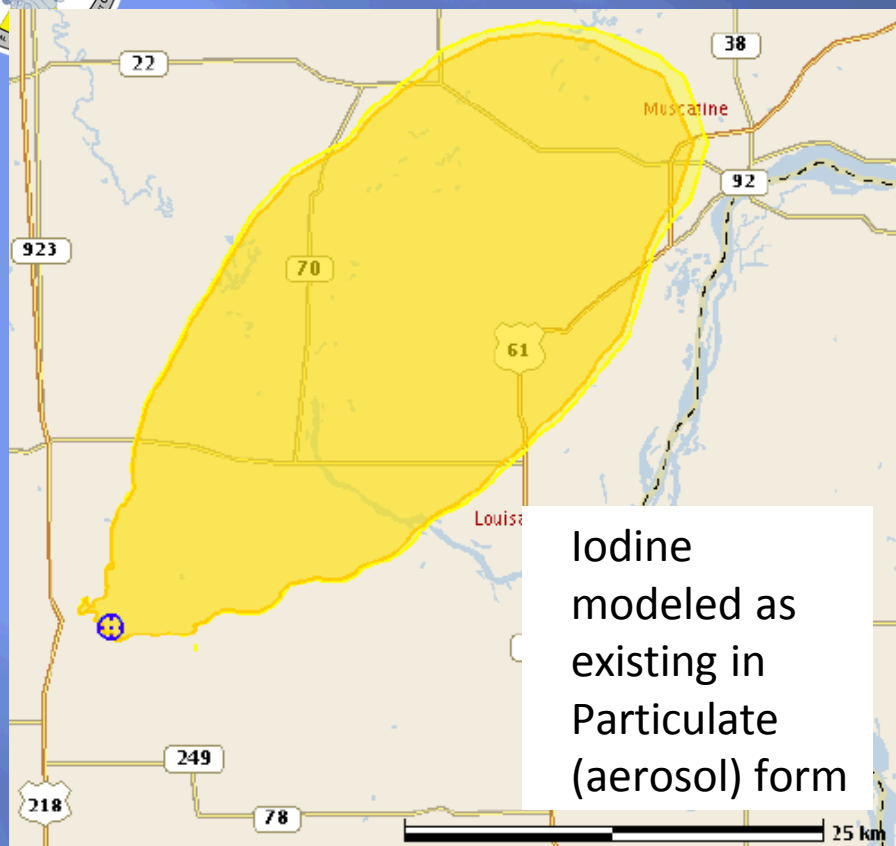 22
38
Muscatine
92
923
70
61
Iodine
modeled as
existing in
Particulate
(aerosol) form
249
218
78
25 km